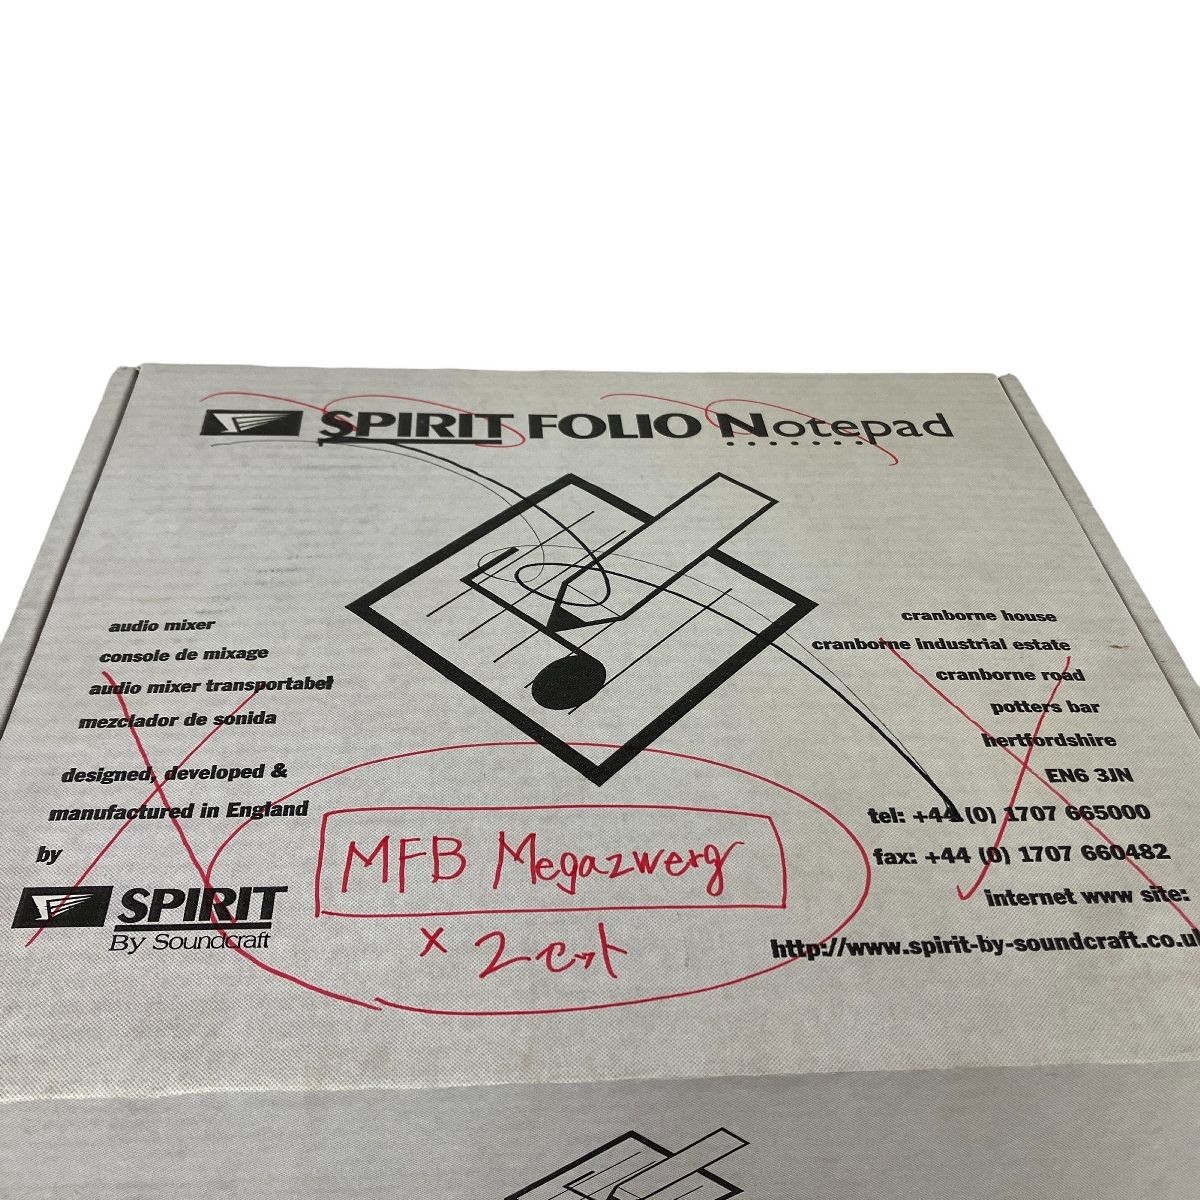 SPIRIT FOLIO Notepad
audio mixer
console de mixage
audio mixer transportabel
mezclador de sonida
designed, developed &
manufactured in England
by
SPIRIT
By Soundcraft
cranborne house
cranborne industrial estate
cranborne road
potters bar
hertfordshire
EN6 3JN
tel: +44 (0) 1707 665000
fax: +44 (0) 1707 660482
internet www site:
http://www.spirit-by-soundcraft.co.uk
MFB Megazwerg
× 2セット